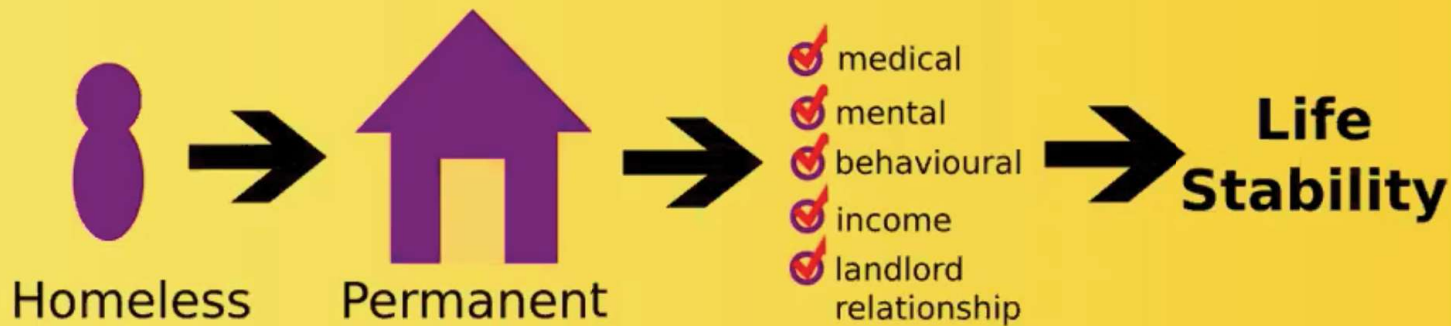 Homeless
Permanent
medical
mental
behavioural
income
landlord
relationship
Life
Stability